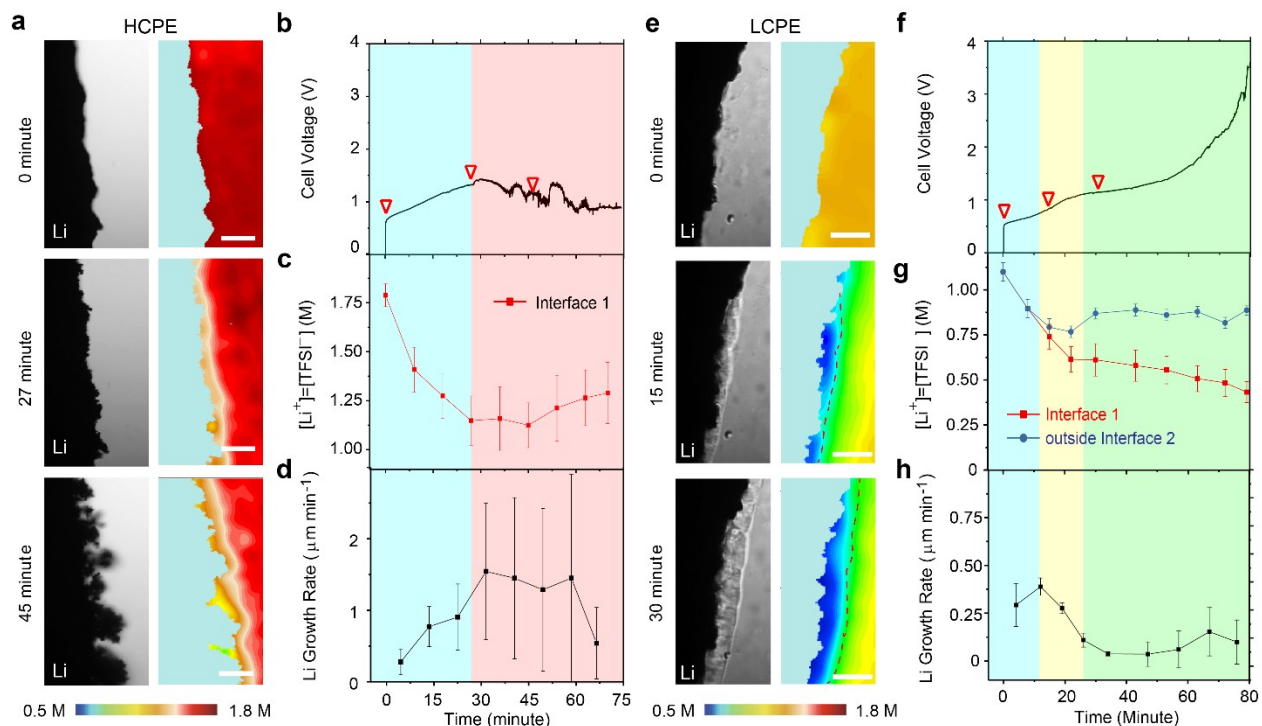 a
HCPE
0 minute
Li
27 minute
Li
45 minute
Li
0.5 M
1.8 M
b
Cell Voltage (V)
4
3
2
1
0
c
[Li⁺]=[TFSI⁻] (M)
1.75
1.50
1.25
1.00
Interface 1
d
Li Growth Rate (μm min⁻¹)
2
1
0
0 15 30 45 60 75
Time (minute)
e
LCPE
0 minute
Li
15 minute
Li
30 minute
Li
0.5 M
1.8 M
f
Cell Voltage (V)
4
3
2
1
0
g
[Li⁺]=[TFSI⁻] (M)
1.00
0.75
0.50
0.25
0
Interface 1
outside Interface 2
h
Li Growth Rate (μm min⁻¹)
0.75
0.50
0.25
0
0 20 40 60 80
Time (Minute)